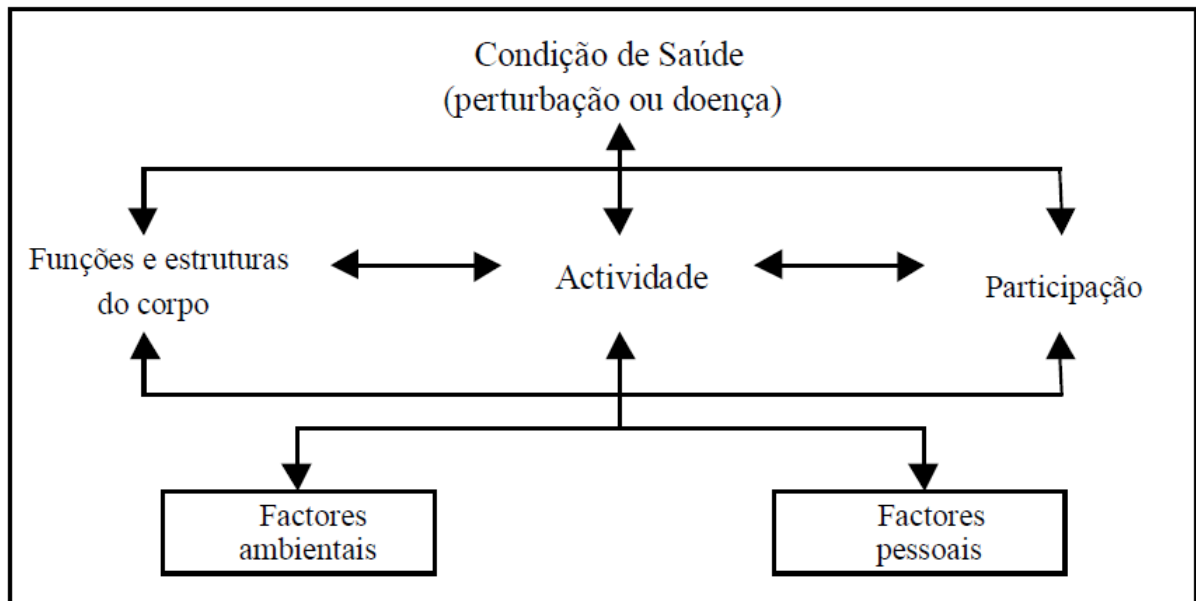 Condição de Saúde
(perturbação ou doença)
Funções e estruturas
do corpo
Actividade
Participação
Factores
ambientais
Factores
pessoais